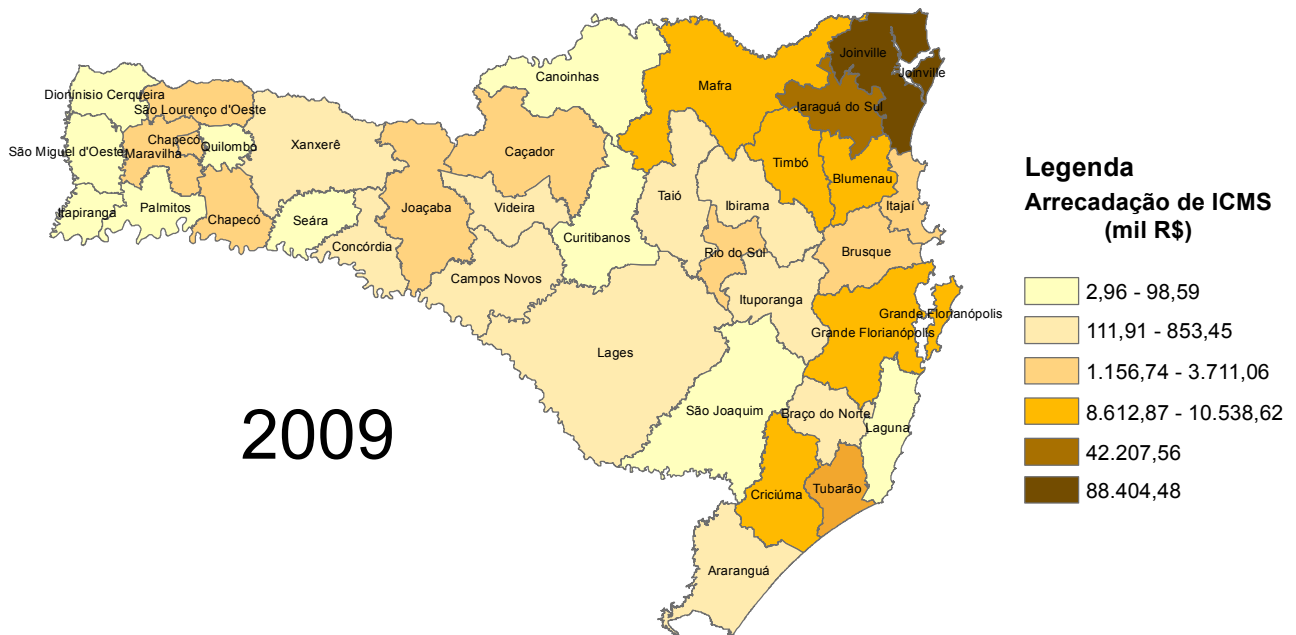 Joinville
Joinville
Canoinhas
Mafra
Dionínisio Cerqueira
São Lourenço d'Oeste
Jaraguá do Sul
Chapecó
Quilombo
Xanxerê
São Miguel d'Oeste
Maravilha
Caçador
Timbó
Blumenau
Itapiranga
Palmitos
Chapecó
Seára
Joaçaba
Videira
Taió
Ibirama
Itajaí
Concórdia
Curitibanos
Rio do Sul
Brusque
Campos Novos
Ituporanga
Grande Florianópolis
Grande Florianópolis
Lages
São Joaquim
Braço do Norte
Laguna
Criciúma
Tubarão
Araranguá
2009
Legenda
Arrecadação de ICMS
(mil R$)
2,96 - 98,59
111,91 - 853,45
1.156,74 - 3.711,06
8.612,87 - 10.538,62
42.207,56
88.404,48